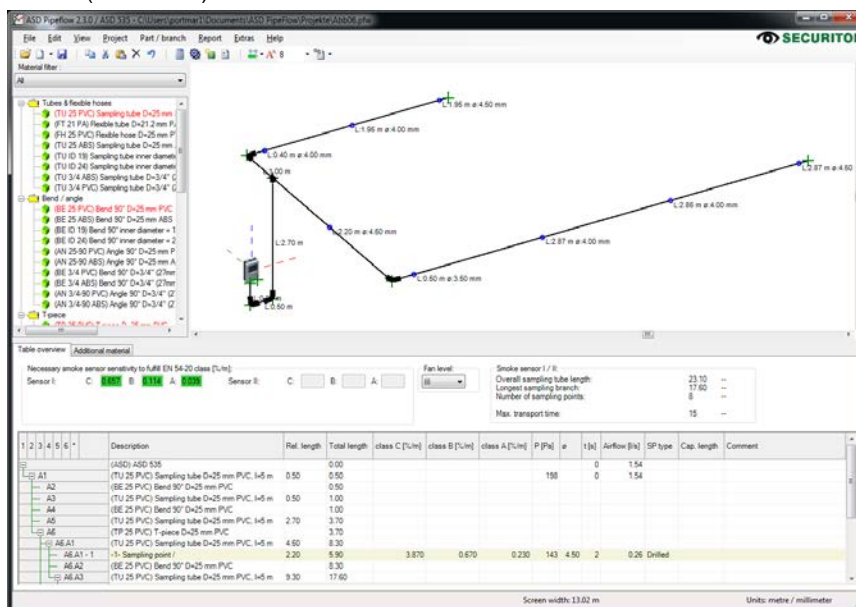 ASD Pipeflow 2.3.0 / ASD 535 - C:\Users\portmar1\Documents\ASD PipeFlow\Projekte\Abb06.pfw
File Edit View Project Part / branch Report Extras Help
SECURITON
Material filter :
All
Tubes & flexible hoses
(TU 25 PVC) Sampling tube D=25 mm
(FT 21 PA) Flexible tube D=21.2 mm
(FH 25 PVC) Flexible hose D=25 mm
(TU 25 ABS) Sampling tube D=25 mm
(TU ID 19) Sampling tube inner
(TU ID 24) Sampling tube inner
(TU 3/4 ABS) Sampling tube D=3/4"
(TU 3/4 PVC) Sampling tube D=3/4"
Bend / angle
(BE 25 PVC) Bend 90° D=25 mm PVC
(BE 25 ABS) Bend 90° D=25 mm ABS
(BE ID 19) Bend 90° inner diameter = 1
(BE ID 24) Bend 90° inner diameter = 2
(AN 25-90 PVC) Angle 90° D=25 mm P
(AN 25-90 ABS) Angle 90° D=25 mm A
(BE 3/4 PVC) Bend 90° D=3/4" (27mm
(BE 3/4 ABS) Bend 90° D=3/4" (27mm
(AN 3/4-90 PVC) Angle 90° D=3/4"
(AN 3/4-90 ABS) Angle 90° D=3/4"
T-piece
L:1.95 m ø:4.50 mm
L:1.95 m ø:4.00 mm
L:0.40 m ø:4.00 mm
L:2.87 m ø:4.50
L:2.86 m ø:4.00 mm
L:2.20 m ø:4.50 mm
L:2.87 m ø:4.00 mm
L:2.70 m
L:0.50 m ø:3.50 mm
L:0.50 m
Table overview Additional material
Necessary smoke sensor sensitivity to fulfill EN 54-20 class [%/m]:
Sensor I: C: 0.657 B: 0.114 A: 0.039 Sensor II: C: B: A:
Fan level:
III
Smoke sensor I / II:
Overall sampling tube length: 23.10 --
Longest sampling branch: 17.60 --
Number of sampling points: 8 --
Max. transport time: 15 --
1 2 3 4 5 6 * Description Rel. length Total length class C [%/m] class B [%/m] class A [%/m] P [Pa] ø t [s] Airflow [l/s] SP type Cap. length Comment
(ASD) ASD 535 0.00 0 1.54
A1 (TU 25 PVC) Sampling tube D=25 mm PVC, l=5 m 0.50 0.50 198 0 1.54
A2 (BE 25 PVC) Bend 90° D=25 mm PVC 0.50
A3 (TU 25 PVC) Sampling tube D=25 mm PVC, l=5 m 0.50 1.00
A4 (BE 25 PVC) Bend 90° D=25 mm PVC 1.00
A5 (TU 25 PVC) Sampling tube D=25 mm PVC, l=5 m 2.70 3.70
A6 (TP 25 PVC) T-piece D=25 mm PVC 3.70
A6.A1 (TU 25 PVC) Sampling tube D=25 mm PVC, l=5 m 4.60 8.30
A6.A1 - 1 -1- Sampling point / 2.20 5.90 3.870 0.670 0.230 143 4.50 2 0.26 Drilled
A6.A2 (BE 25 PVC) Bend 90° D=25 mm PVC 8.30
A6.A3 (TU 25 PVC) Sampling tube D=25 mm PVC, l=5 m 9.30 17.60
Screen width: 13.02 m Units: metre / millimeter